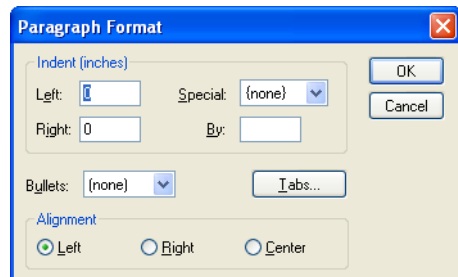 Paragraph Format
Indent (inches)
OK
Left: 0 Special: (none)
Cancel
Right: 0 By:
Bullets: (none) Tabs...
Alignment
Left Right Center